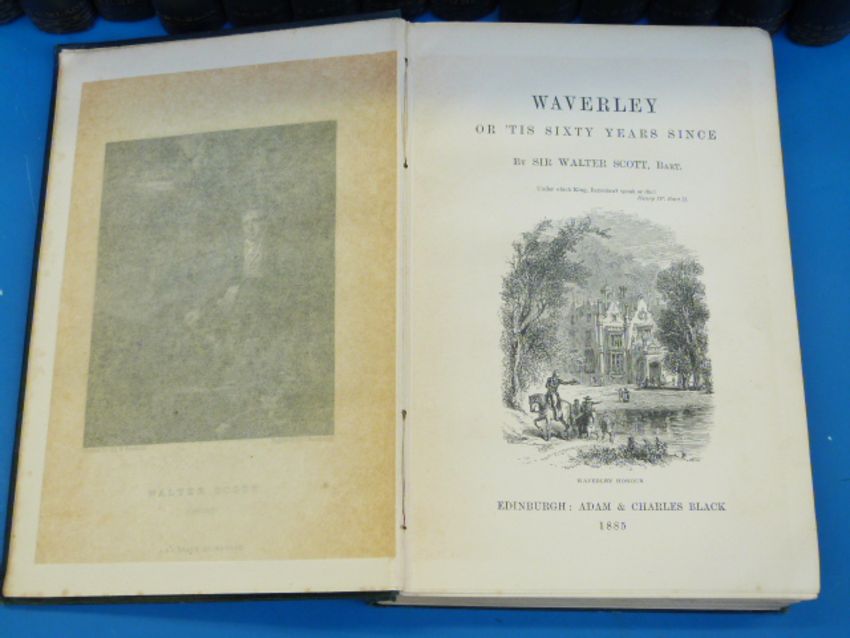 WALTER SCOTT
WAVERLEY
OR 'TIS SIXTY YEARS SINCE
BY SIR WALTER SCOTT, BART.
Under which King, Bezonian? speak or die!
Henry IV. Part II.
WAVERLEY HONOUR
EDINBURGH: ADAM & CHARLES BLACK
1885